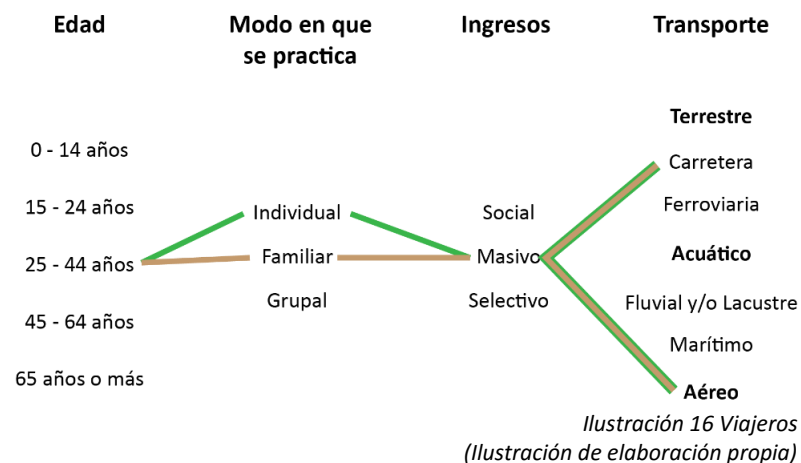 Edad
Modo en que
se practica
Ingresos
Transporte
Terrestre
0 - 14 años
Carretera
15 - 24 años
Individual
Social
Ferroviaria
25 - 44 años
Familiar
Masivo
Acuático
Grupal
Selectivo
Fluvial y/o Lacustre
45 - 64 años
Marítimo
65 años o más
Aéreo
Ilustración 16 Viajeros
(Ilustración de elaboración propia)